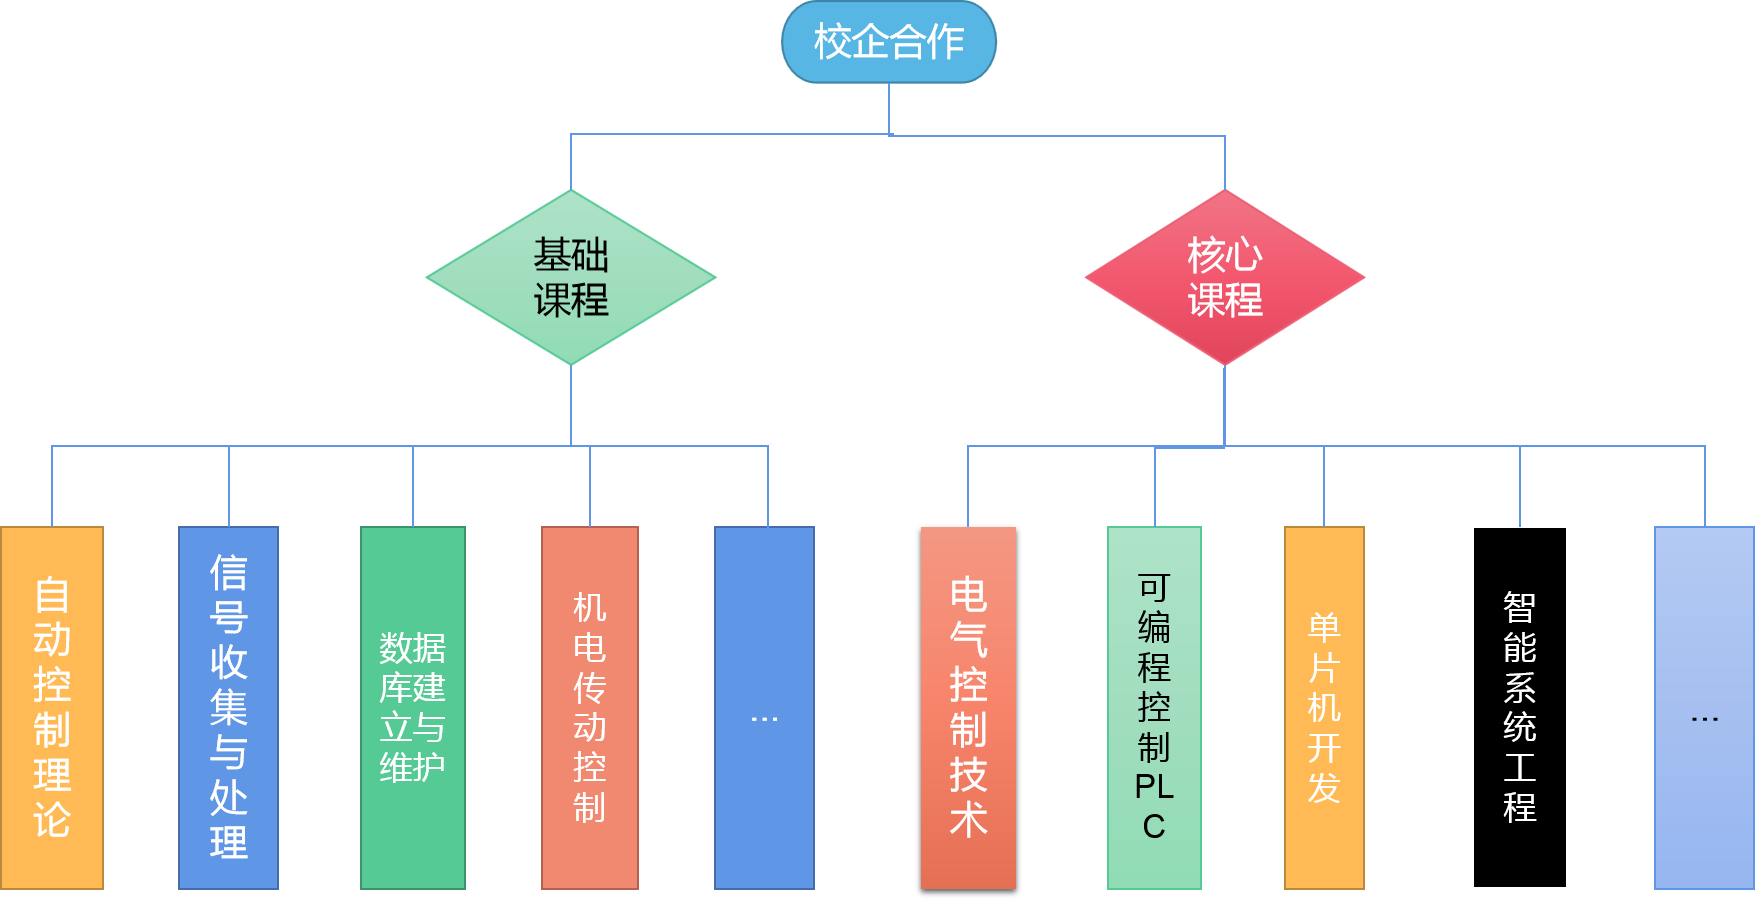 校企合作
基础
课程
核心
课程
自
动
控
制
理
论
信
号
收
集
与
处
理
数据
库建
立与
维护
机
电
传
动
控
制
...
电
气
控
制
技
术
可
编
程
控
制
PL
C
单
片
机
开
发
智
能
系
统
工
程
...